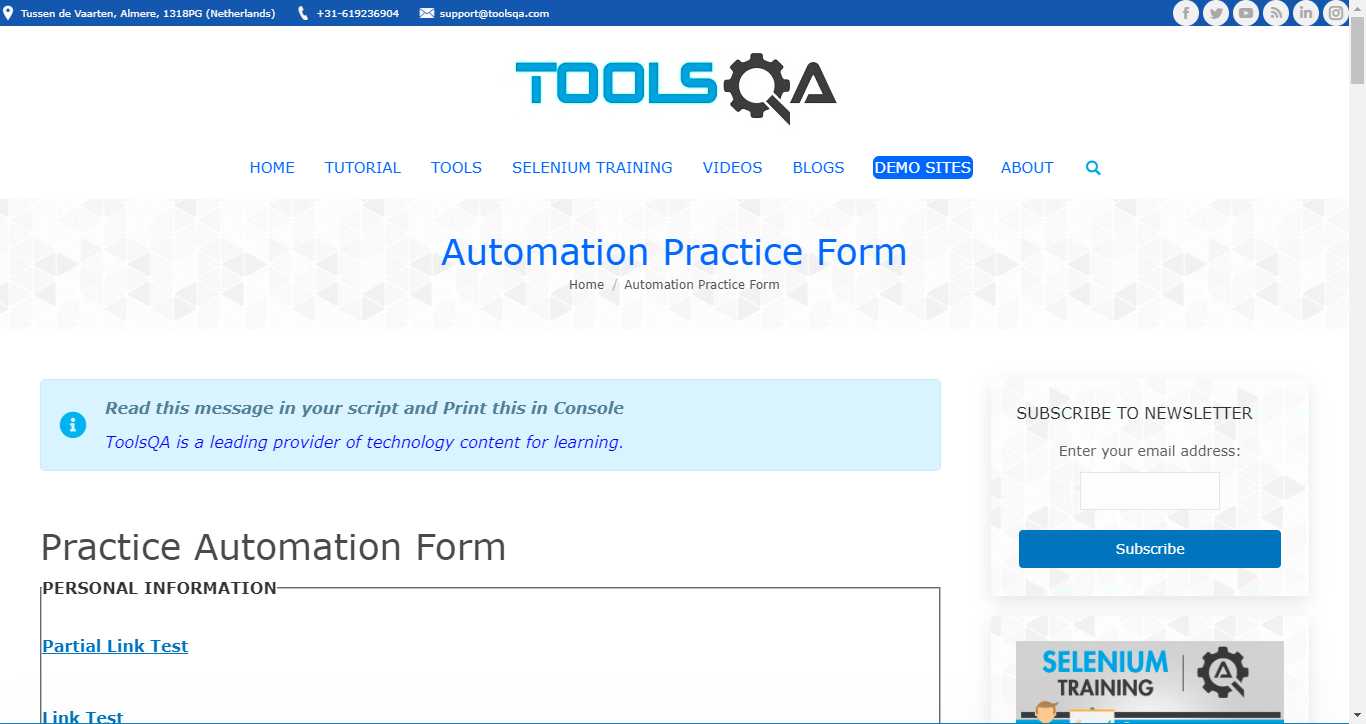 Tussen de Vaarten, Almere, 1318PG (Netherlands) +31-619236904 support@toolsqa.com
TOOLSQA
HOME TUTORIAL TOOLS SELENIUM TRAINING VIDEOS BLOGS DEMO SITES ABOUT
Automation Practice Form
Home / Automation Practice Form
Read this message in your script and Print this in Console
ToolsQA is a leading provider of technology content for learning.
Practice Automation Form
PERSONAL INFORMATION
Partial Link Test
Link Test
SUBSCRIBE TO NEWSLETTER
Enter your email address:
Subscribe
SELENIUM
TRAINING